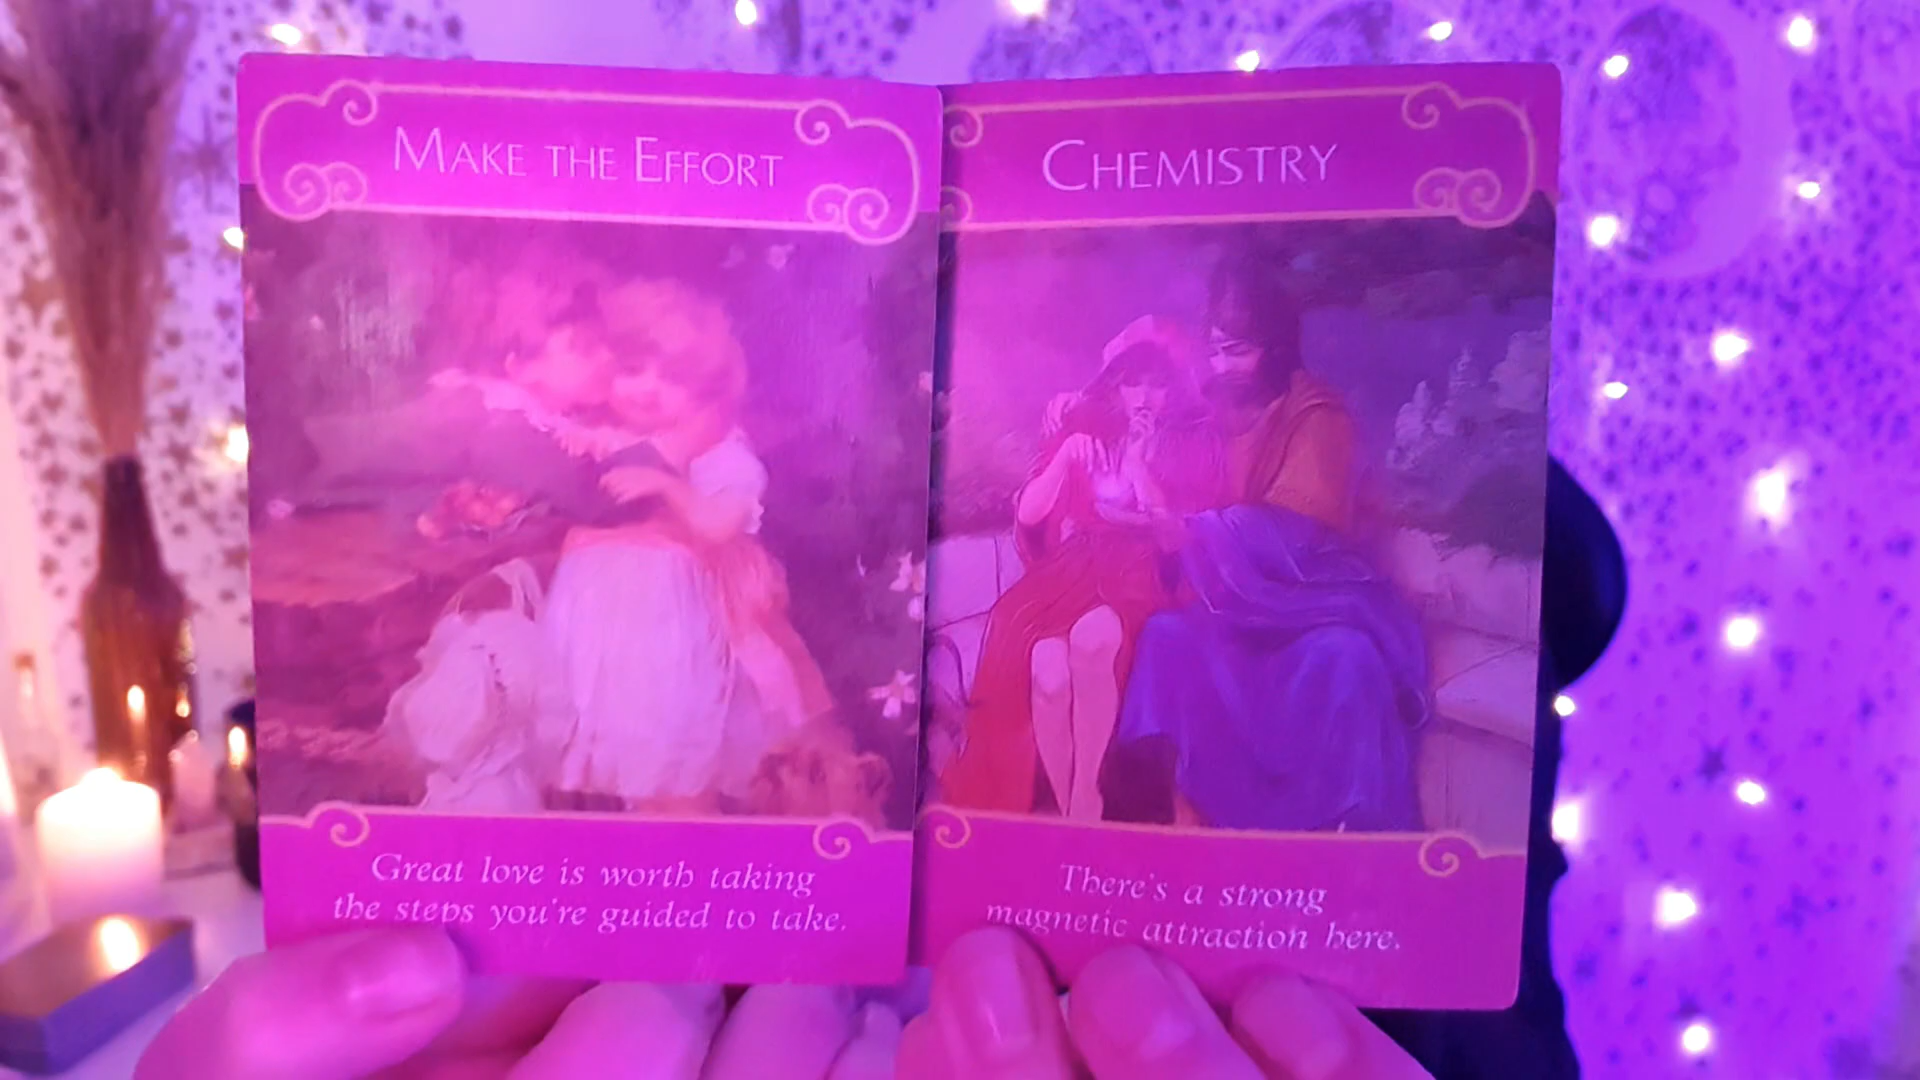 MAKE THE EFFORT
Great love is worth taking
the steps you're guided to take.
CHEMISTRY
There's a strong
magnetic attraction here.